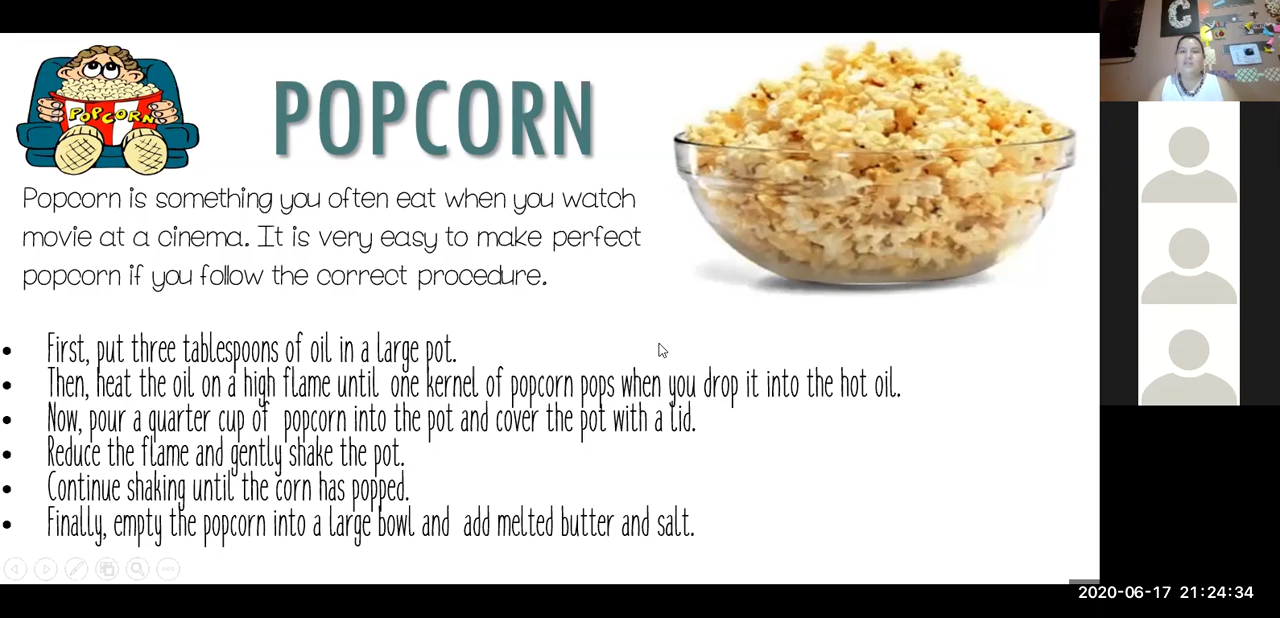 POPCORN
POPCORN
Popcorn is something you often eat when you watch
movie at a cinema. It is very easy to make perfect
popcorn if you follow the correct procedure.
• First, put three tablespoons of oil in a large pot.
• Then, heat the oil on a high flame until one kernel of popcorn pops when you drop it into the hot oil.
• Now, pour a quarter cup of popcorn into the pot and cover the pot with a lid.
• Reduce the flame and gently shake the pot.
• Continue shaking until the corn has popped.
• Finally, empty the popcorn into a large bowl and add melted butter and salt.
C
2020-06-17 21:24:34